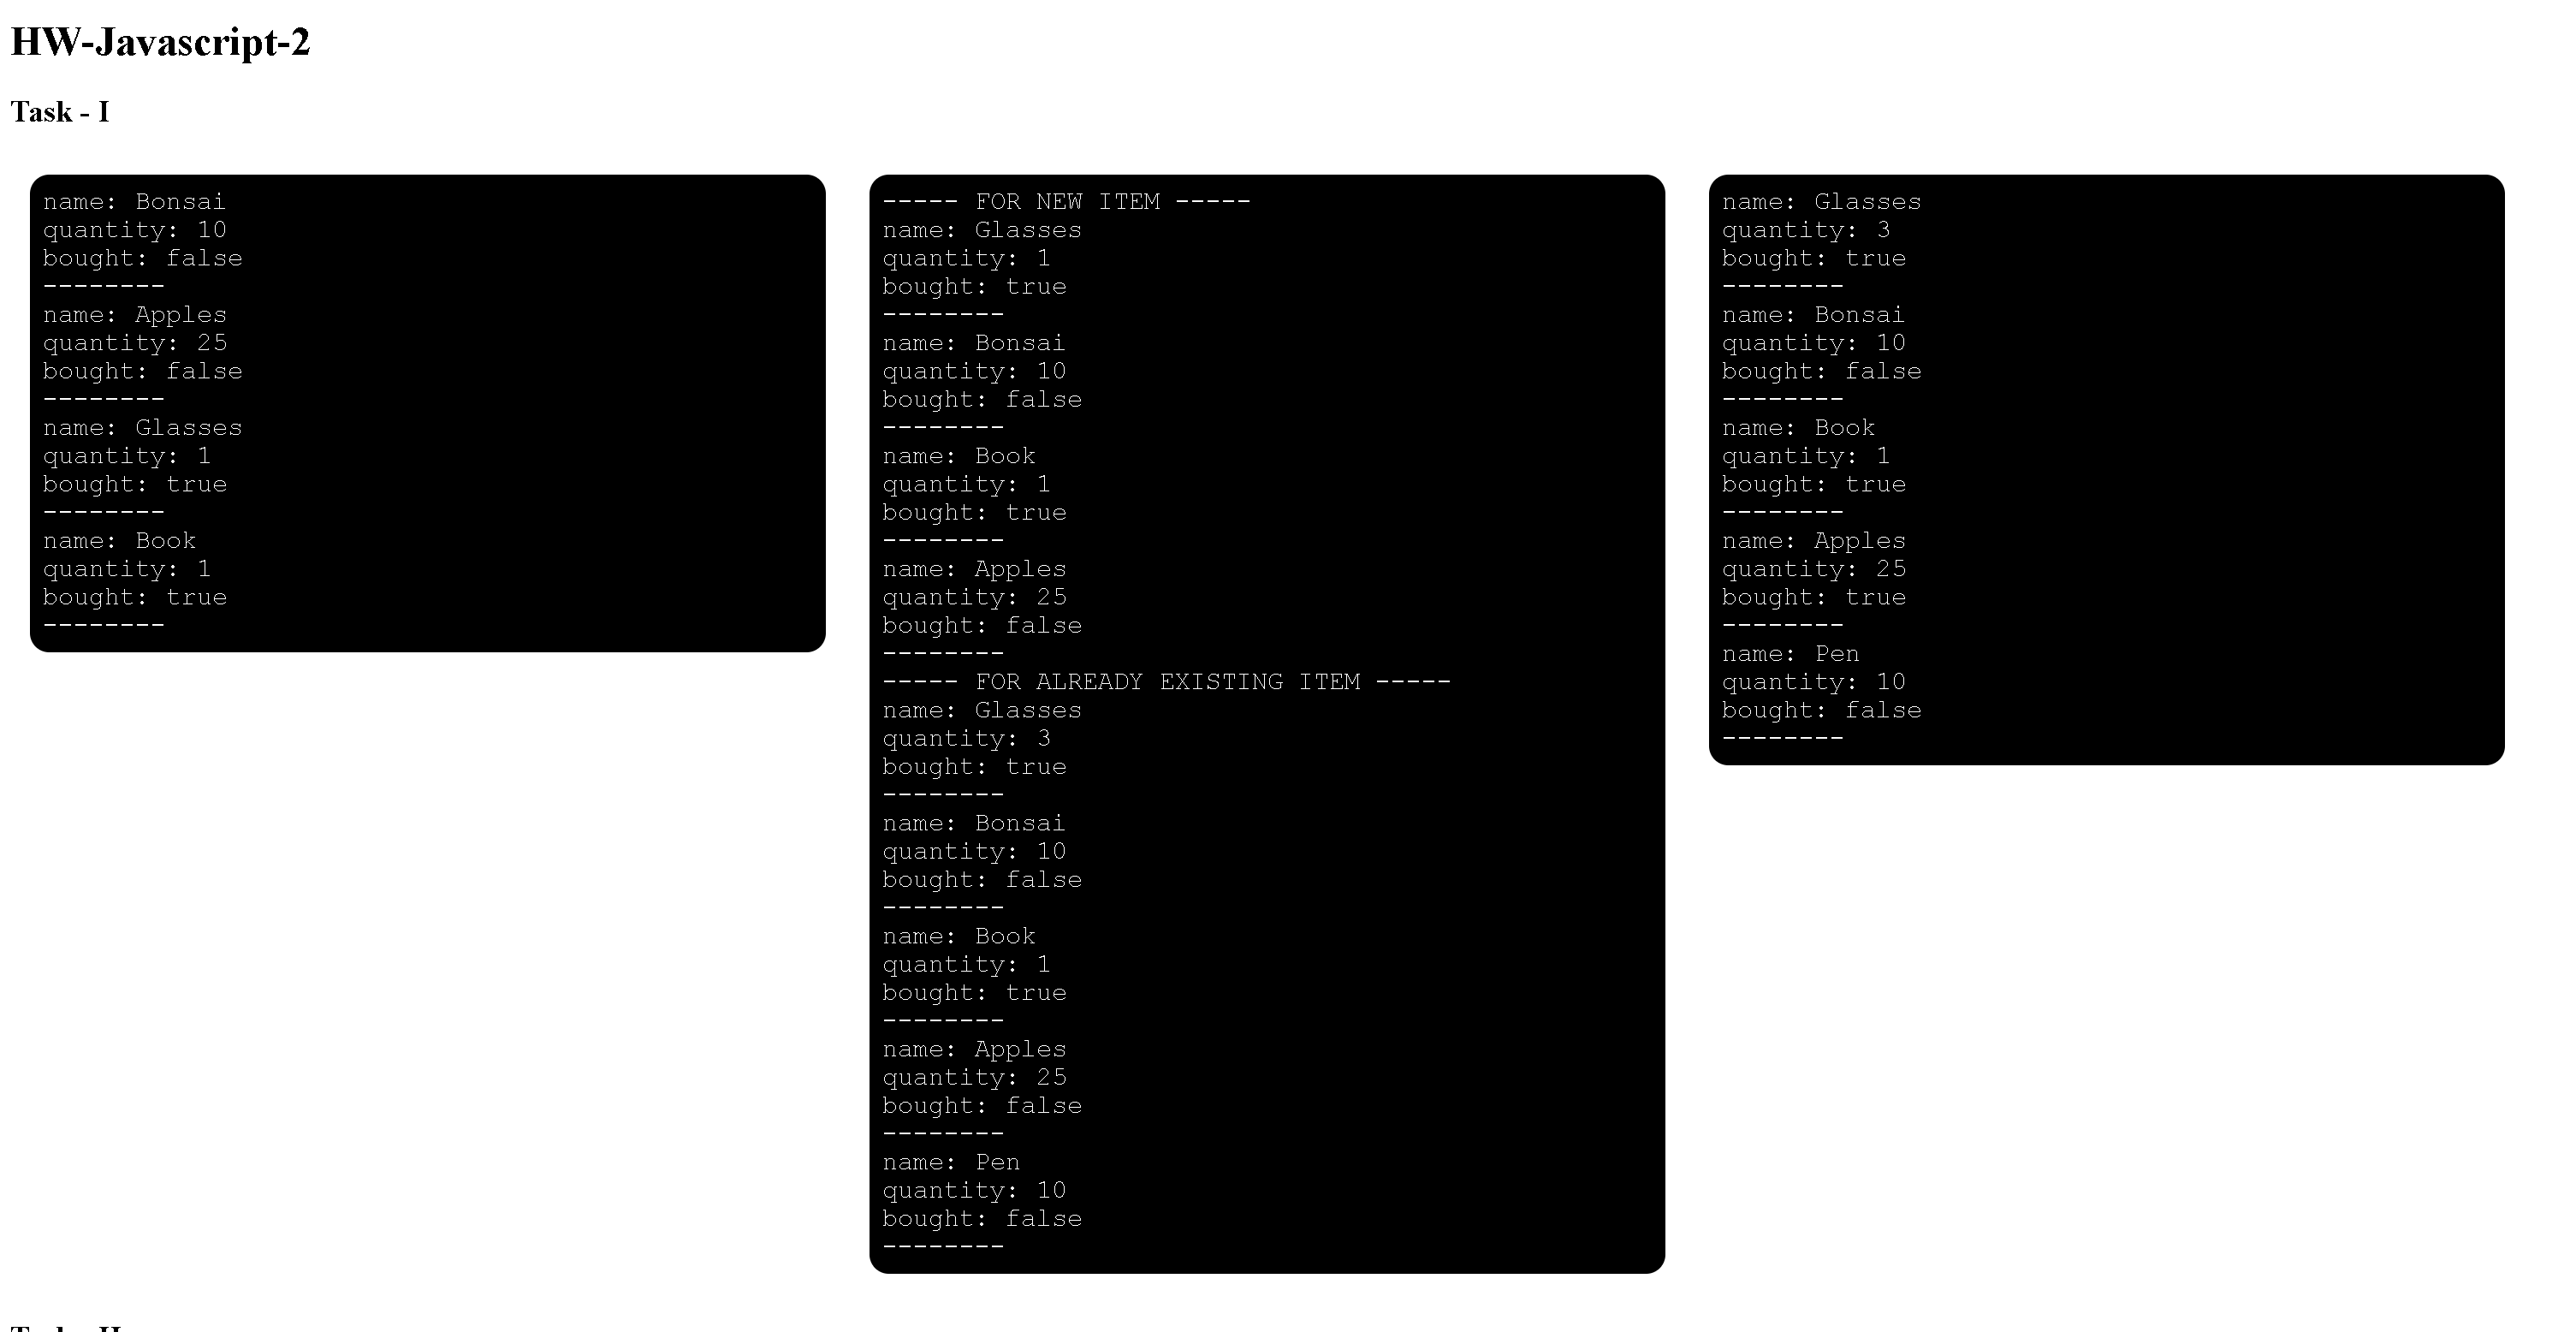 HW-Javascript-2
Task - I
name: Bonsai
quantity: 10
bought: false
--------
name: Apples
quantity: 25
bought: false
--------
name: Glasses
quantity: 1
bought: true
--------
name: Book
quantity: 1
bought: true
--------
----- FOR NEW ITEM -----
name: Glasses
quantity: 1
bought: true
--------
name: Bonsai
quantity: 10
bought: false
--------
name: Book
quantity: 1
bought: true
--------
name: Apples
quantity: 25
bought: false
--------
----- FOR ALREADY EXISTING ITEM -----
name: Glasses
quantity: 3
bought: true
--------
name: Bonsai
quantity: 10
bought: false
--------
name: Book
quantity: 1
bought: true
--------
name: Apples
quantity: 25
bought: false
--------
name: Pen
quantity: 10
bought: false
--------
name: Glasses
quantity: 3
bought: true
--------
name: Bonsai
quantity: 10
bought: false
--------
name: Book
quantity: 1
bought: true
--------
name: Apples
quantity: 25
bought: true
--------
name: Pen
quantity: 10
bought: false
--------